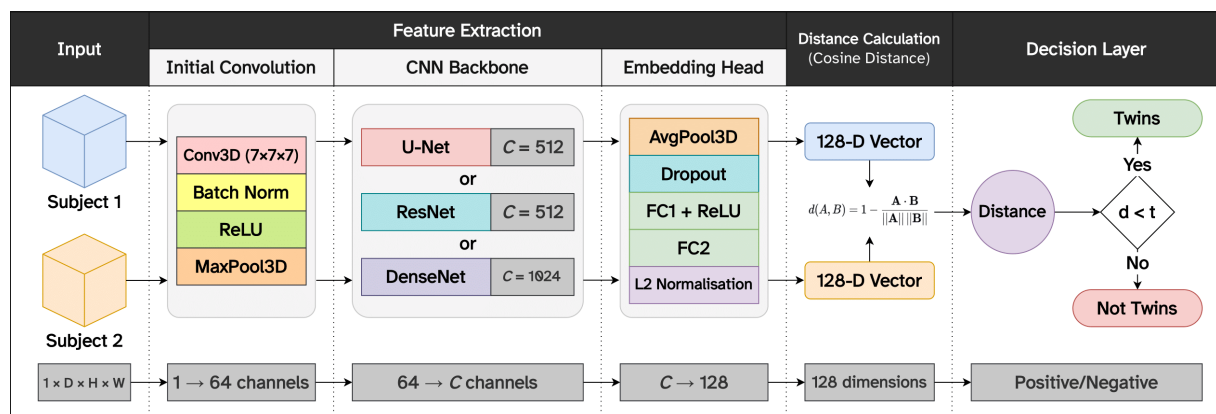 Input
Feature Extraction
Distance Calculation
(Cosine Distance)
Decision Layer
Initial Convolution
CNN Backbone
Embedding Head
Subject 1
Subject 2
Conv3D (7×7×7)
Batch Norm
ReLU
MaxPool3D
U-Net
C = 512
or
ResNet
C = 512
or
DenseNet
C = 1024
AvgPool3D
Dropout
FC1 + ReLU
FC2
L2 Normalisation
128-D Vector
d(A, B) = 1 − A · B / ||A|| ||B||
128-D Vector
Distance
Twins
Yes
d < t
No
Not Twins
1 × D × H × W
1 → 64 channels
64 → C channels
C → 128
128 dimensions
Positive/Negative